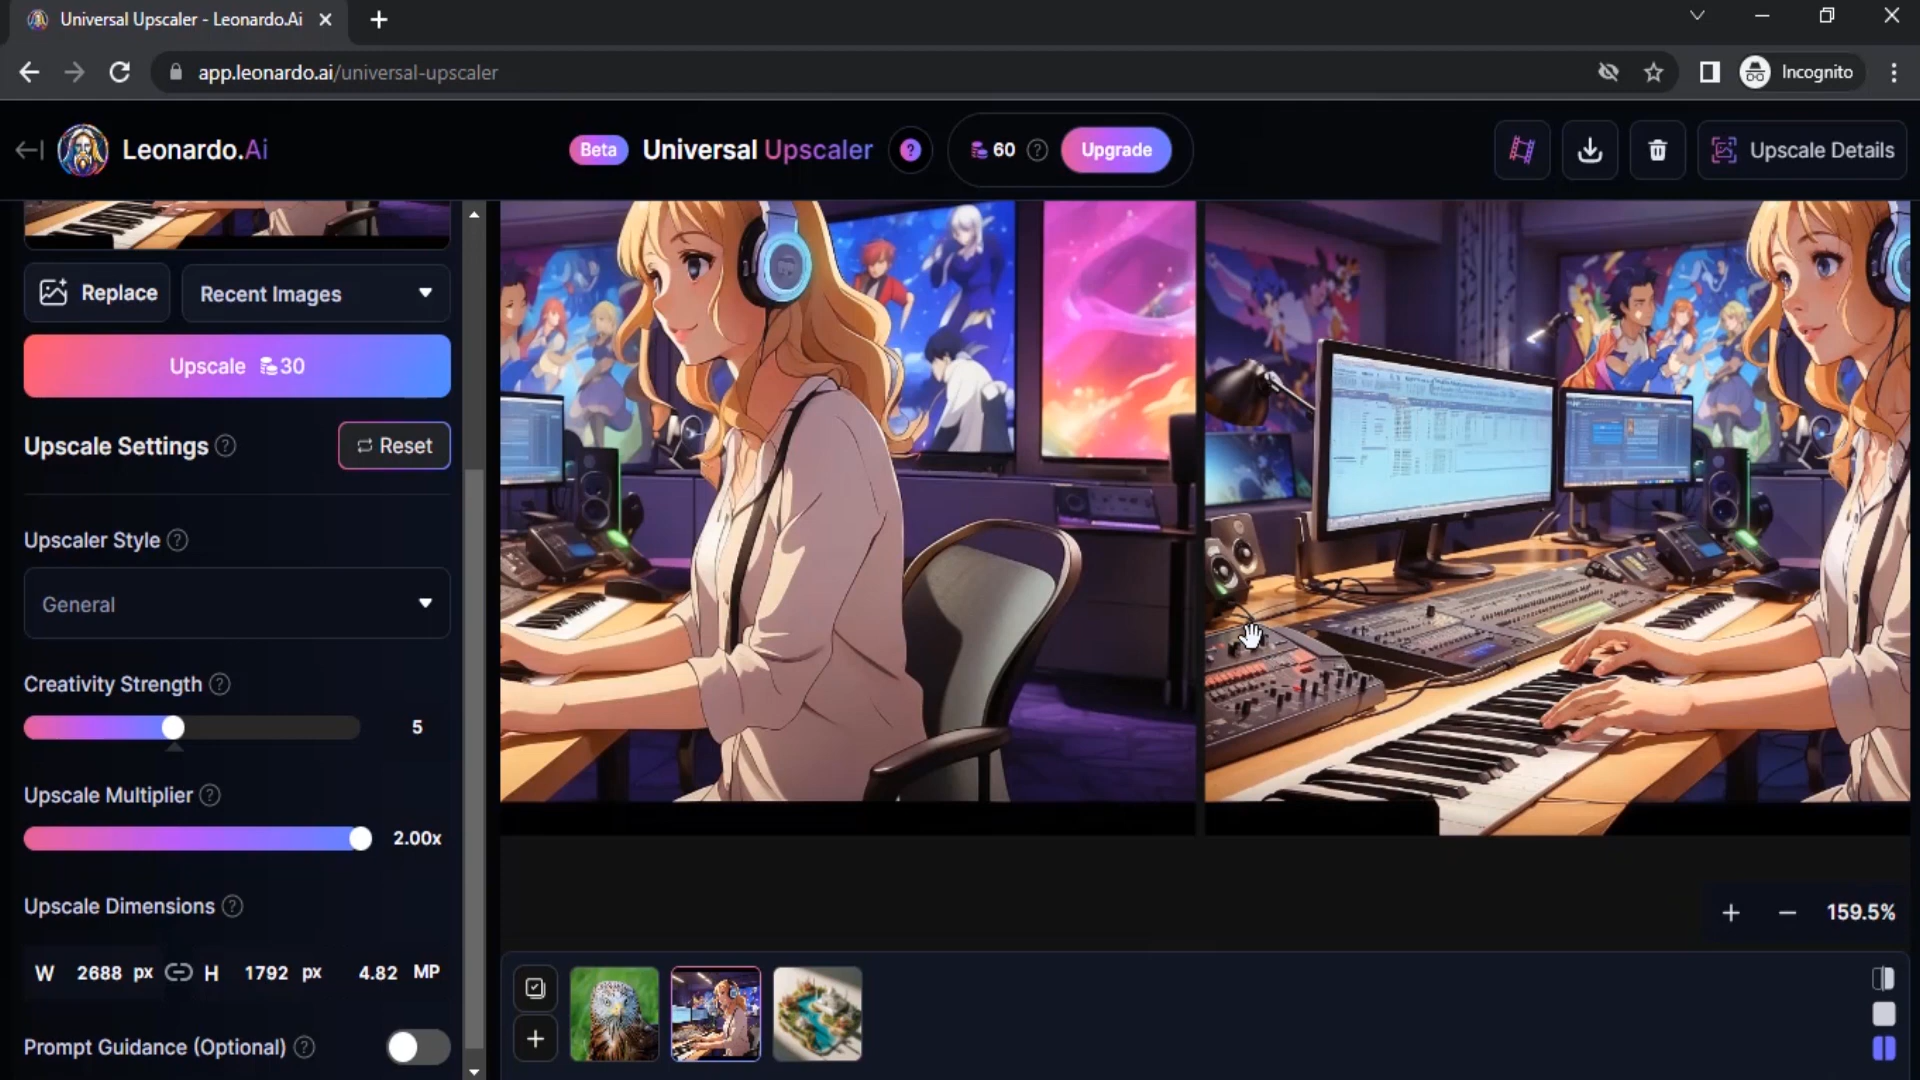 Universal Upscaler - Leonardo.Ai
app.leonardo.ai/universal-upscaler
Incognito
Leonardo.Ai
Beta
Universal Upscaler
?
60
?
Upgrade
Upscale Details
Replace
Recent Images
Upscale 30
Upscale Settings ?
Reset
Upscaler Style ?
General
Creativity Strength ?
5
Upscale Multiplier ?
2.00x
Upscale Dimensions ?
W 2688 px H 1792 px 4.82 MP
Prompt Guidance (Optional) ?
159.5%